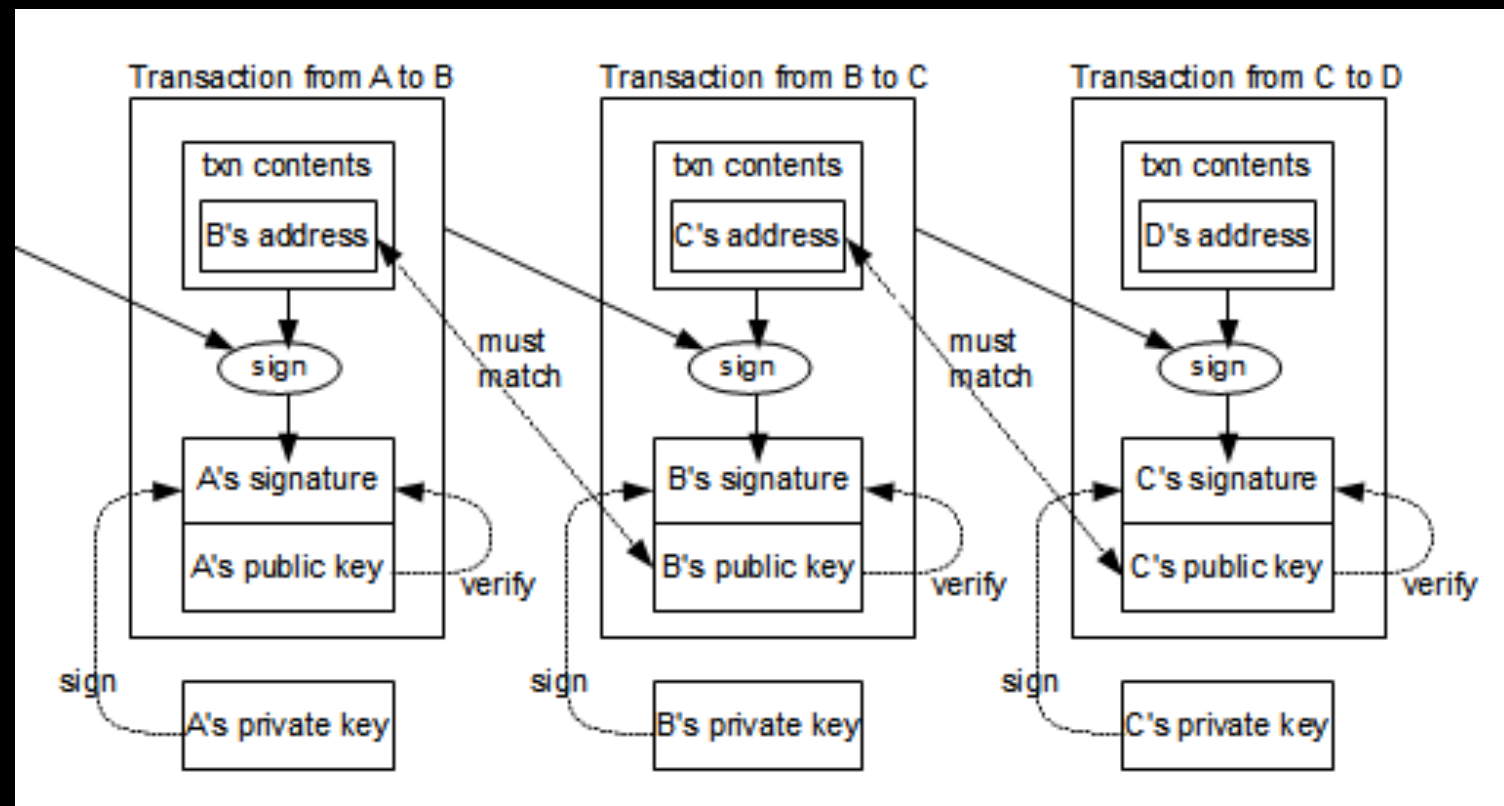 Transaction from A to B
txn contents
B's address
sign
A's signature
A's public key
verify
sign
A's private key
must
match
Transaction from B to C
txn contents
C's address
sign
B's signature
B's public key
verify
sign
B's private key
must
match
Transaction from C to D
txn contents
D's address
sign
C's signature
C's public key
verify
sign
C's private key